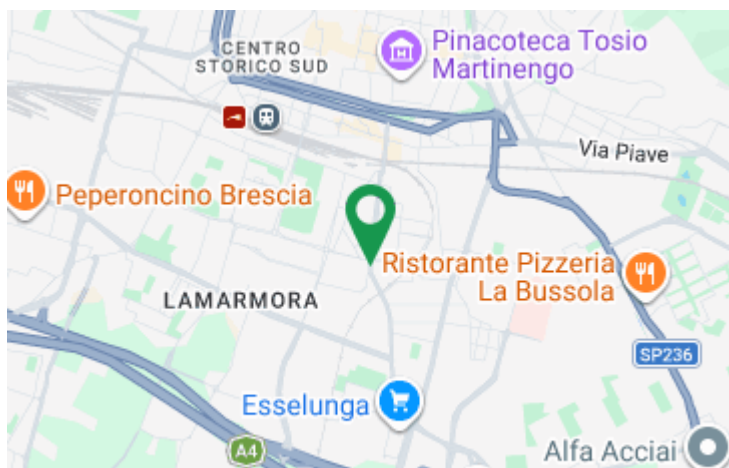 CENTRO
STORICO SUD
Pinacoteca Tosio
Martinengo
Via Piave
Peperoncino Brescia
Ristorante Pizzeria
La Bussola
LAMARMORA
SP236
Esselunga
A4
Alfa Acciai